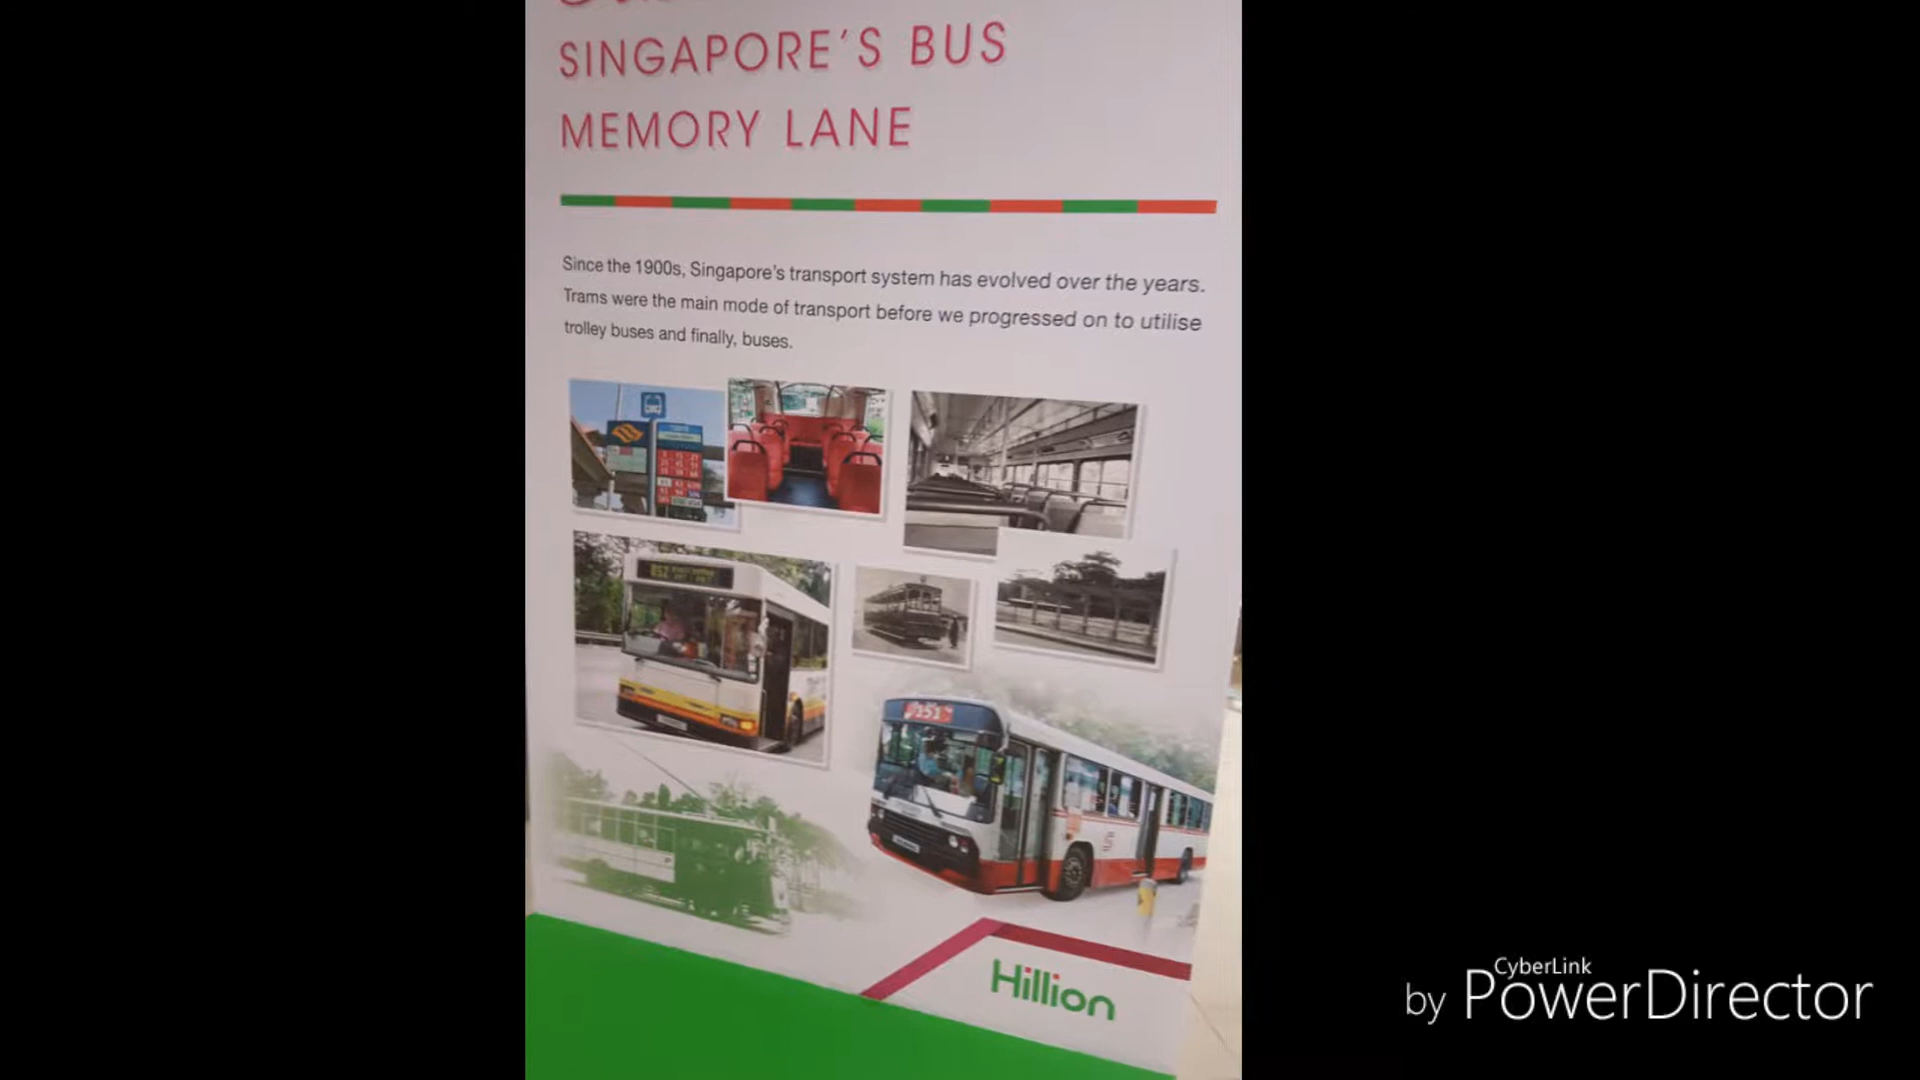 SINGAPORE'S BUS
MEMORY LANE
Since the 1900s, Singapore's transport system has evolved over the years.
Trams were the main mode of transport before we progressed on to utilise
trolley buses and finally, buses.
151
Hillion
CyberLink
by PowerDirector